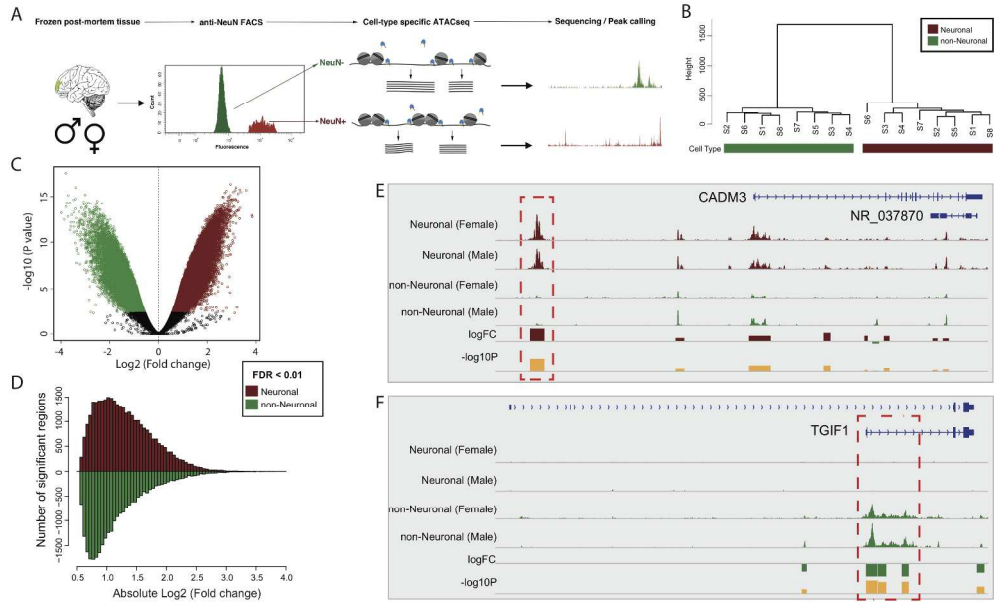 A
Frozen post-mortem tissue
anti-NeuN FACS
Cell-type specific ATACseq
Sequencing / Peak calling
NeuN-
NeuN+
Count
Fluorescence
B
Neuronal
non-Neuronal
Height
1500
1000
500
0
S2
S6
S1
S8
S7
S5
S3
S4
S6
S3
S4
S7
S2
S5
S1
S8
Cell Type
C
-log10 (P value)
15
10
5
0
-4
-2
0
2
4
Log2 (Fold change)
D
FDR < 0.01
Neuronal
non-Neuronal
Number of significant regions
1500
1000
500
0
-500
-1000
-1500
0.5
1.0
1.5
2.0
2.5
3.0
3.5
4.0
Absolute Log2 (Fold change)
E
CADM3
NR_037870
Neuronal (Female)
Neuronal (Male)
non-Neuronal (Female)
non-Neuronal (Male)
logFC
-log10P
F
TGIF1
Neuronal (Female)
Neuronal (Male)
non-Neuronal (Female)
non-Neuronal (Male)
logFC
-log10P